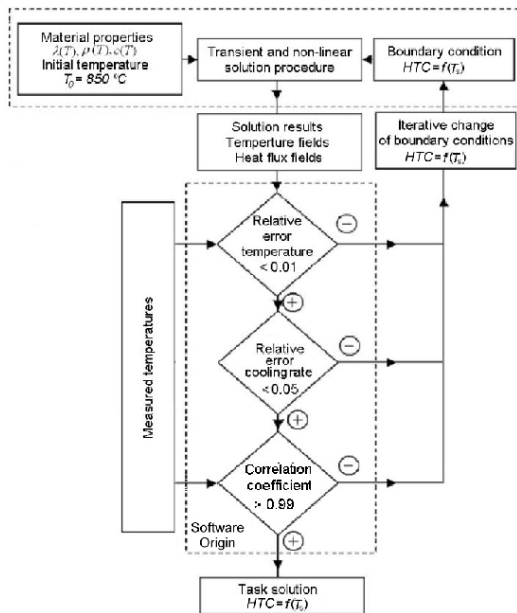 Material properties
λ(T), ρ(T), c(T)
Initial temperature
T₀ = 850 °C
Transient and non-linear
solution procedure
Boundary condition
HTC = f(Tₛ)
Solution results
Temperture fields
Heat flux fields
Iterative change
of boundary conditions
HTC = f(Tₛ)
Measured temperatures
Relative
error
temperature
< 0.01
−
+
Relative
error
cooling rate
< 0.05
−
+
Correlation
coefficient
> 0.99
−
+
Software
Origin
Task solution
HTC = f(Tₛ)